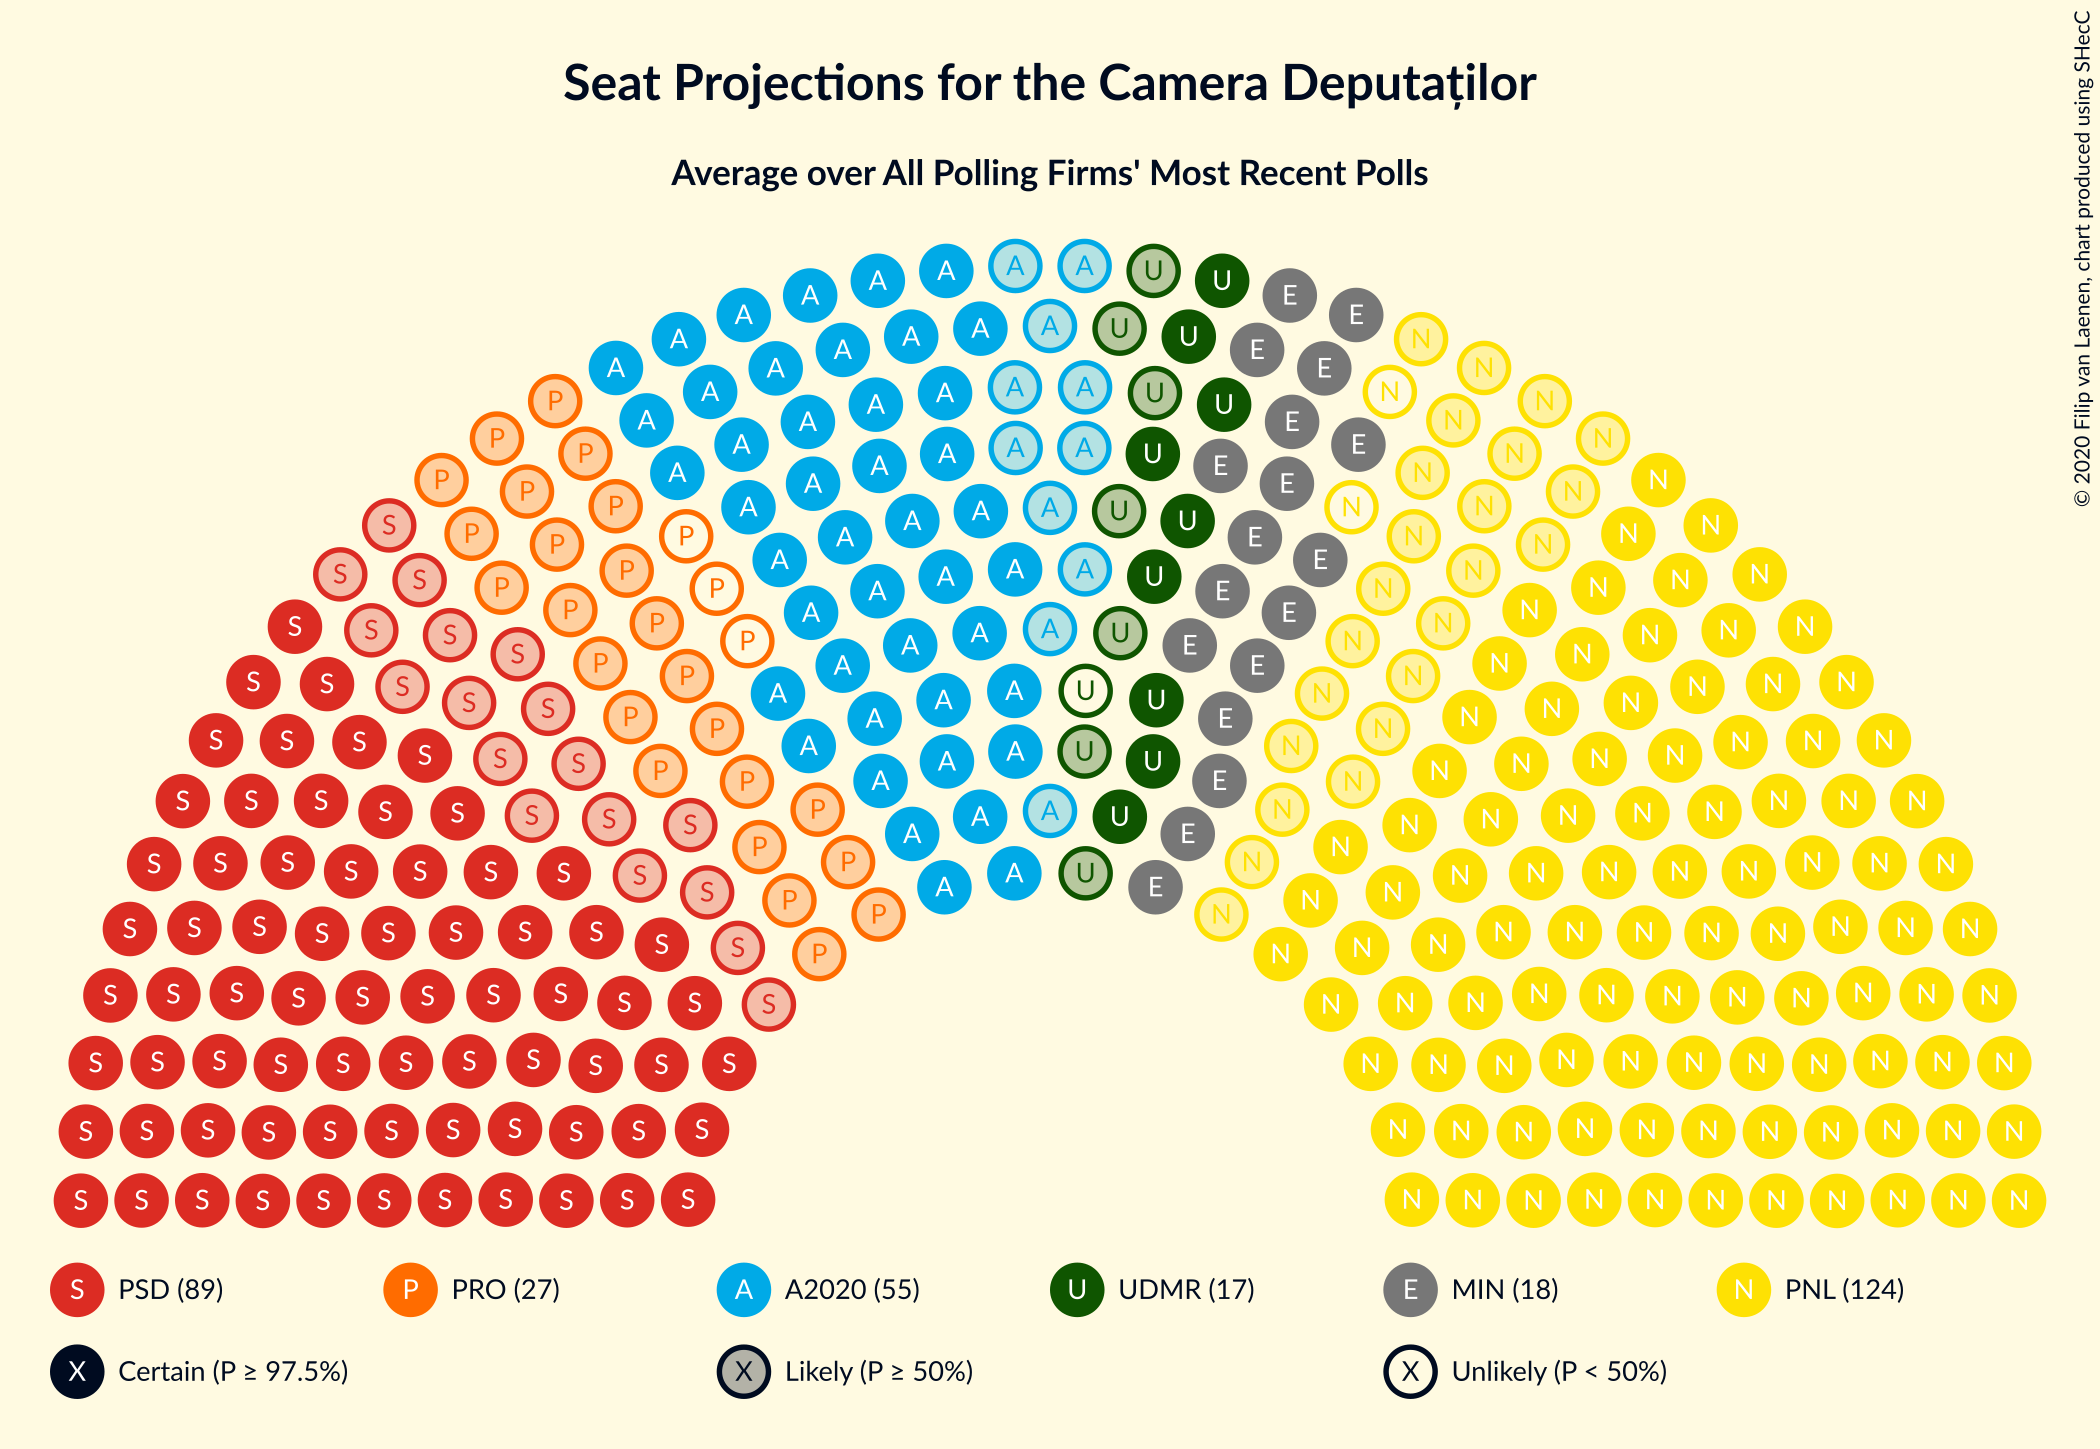 Seat Projections for the Camera Deputaților
Average over All Polling Firms' Most Recent Polls
© 2020 Filip van Laenen, chart produced using SHecC
S PSD (89) P PRO (27) A A2020 (55) U UDMR (17) E MIN (18) N PNL (124)
X Certain (P ≥ 97.5%) X Likely (P ≥ 50%) X Unlikely (P < 50%)